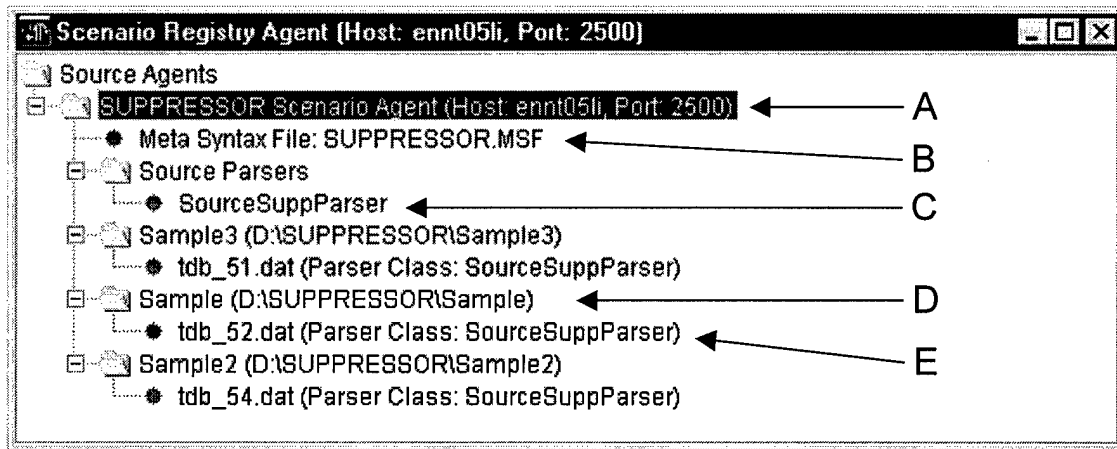 Scenario Registry Agent (Host: ennt05li, Port: 2500)
Source Agents
SUPPRESSOR Scenario Agent (Host: ennt05li, Port: 2500) A
Meta Syntax File: SUPPRESSOR.MSF B
Source Parsers
SourceSuppParser C
Sample3 (D:\SUPPRESSOR\Sample3)
tdb_51.dat (Parser Class: SourceSuppParser)
Sample (D:\SUPPRESSOR\Sample) D
tdb_52.dat (Parser Class: SourceSuppParser) E
Sample2 (D:\SUPPRESSOR\Sample2)
tdb_54.dat (Parser Class: SourceSuppParser)